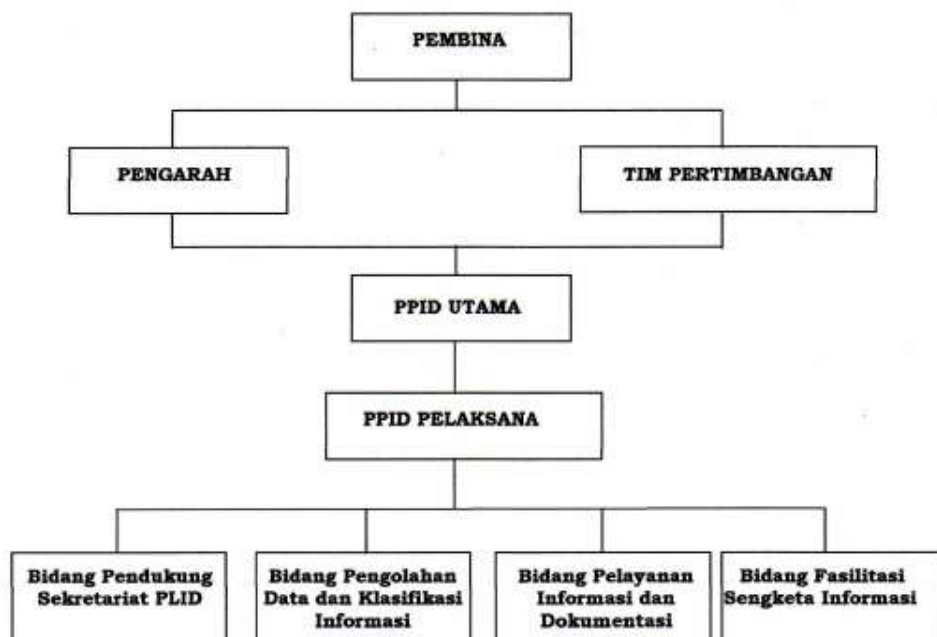 PEMBINA
PENGARAH
TIM PERTIMBANGAN
PPID UTAMA
PPID PELAKSANA
Bidang Pendukung
Sekretariat PLID
Bidang Pengolahan
Data dan Klasifikasi
Informasi
Bidang Pelayanan
Informasi dan
Dokumentasi
Bidang Fasilitasi
Sengketa Informasi